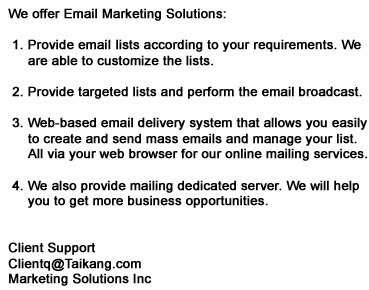 We offer Email Marketing Solutions:
1. Provide email lists according to your requirements. We
are able to customize the lists.
2. Provide targeted lists and perform the email broadcast.
3. Web-based email delivery system that allows you easily
to create and send mass emails and manage your list.
All via your web browser for our online mailing services.
4. We also provide mailing dedicated server. We will help
you to get more business opportunities.
Client Support
Clientq@Taikang.com
Marketing Solutions Inc